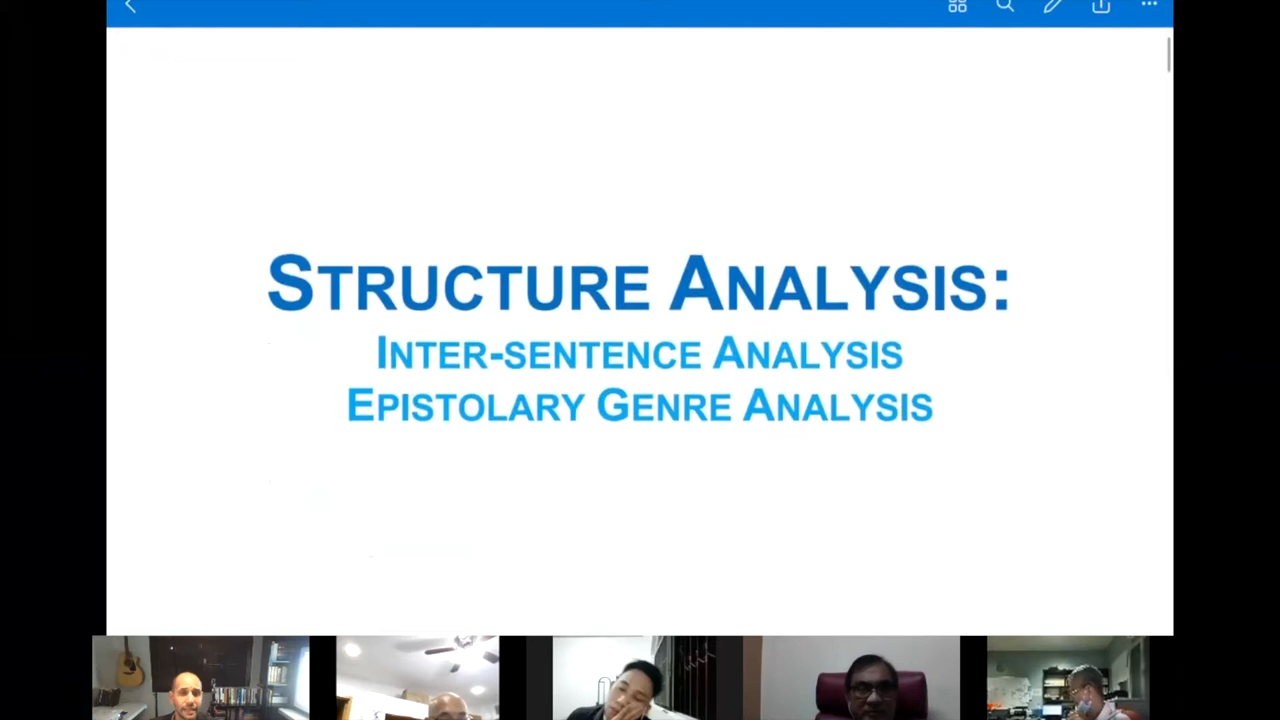 STRUCTURE ANALYSIS:
INTER-SENTENCE ANALYSIS
EPISTOLARY GENRE ANALYSIS